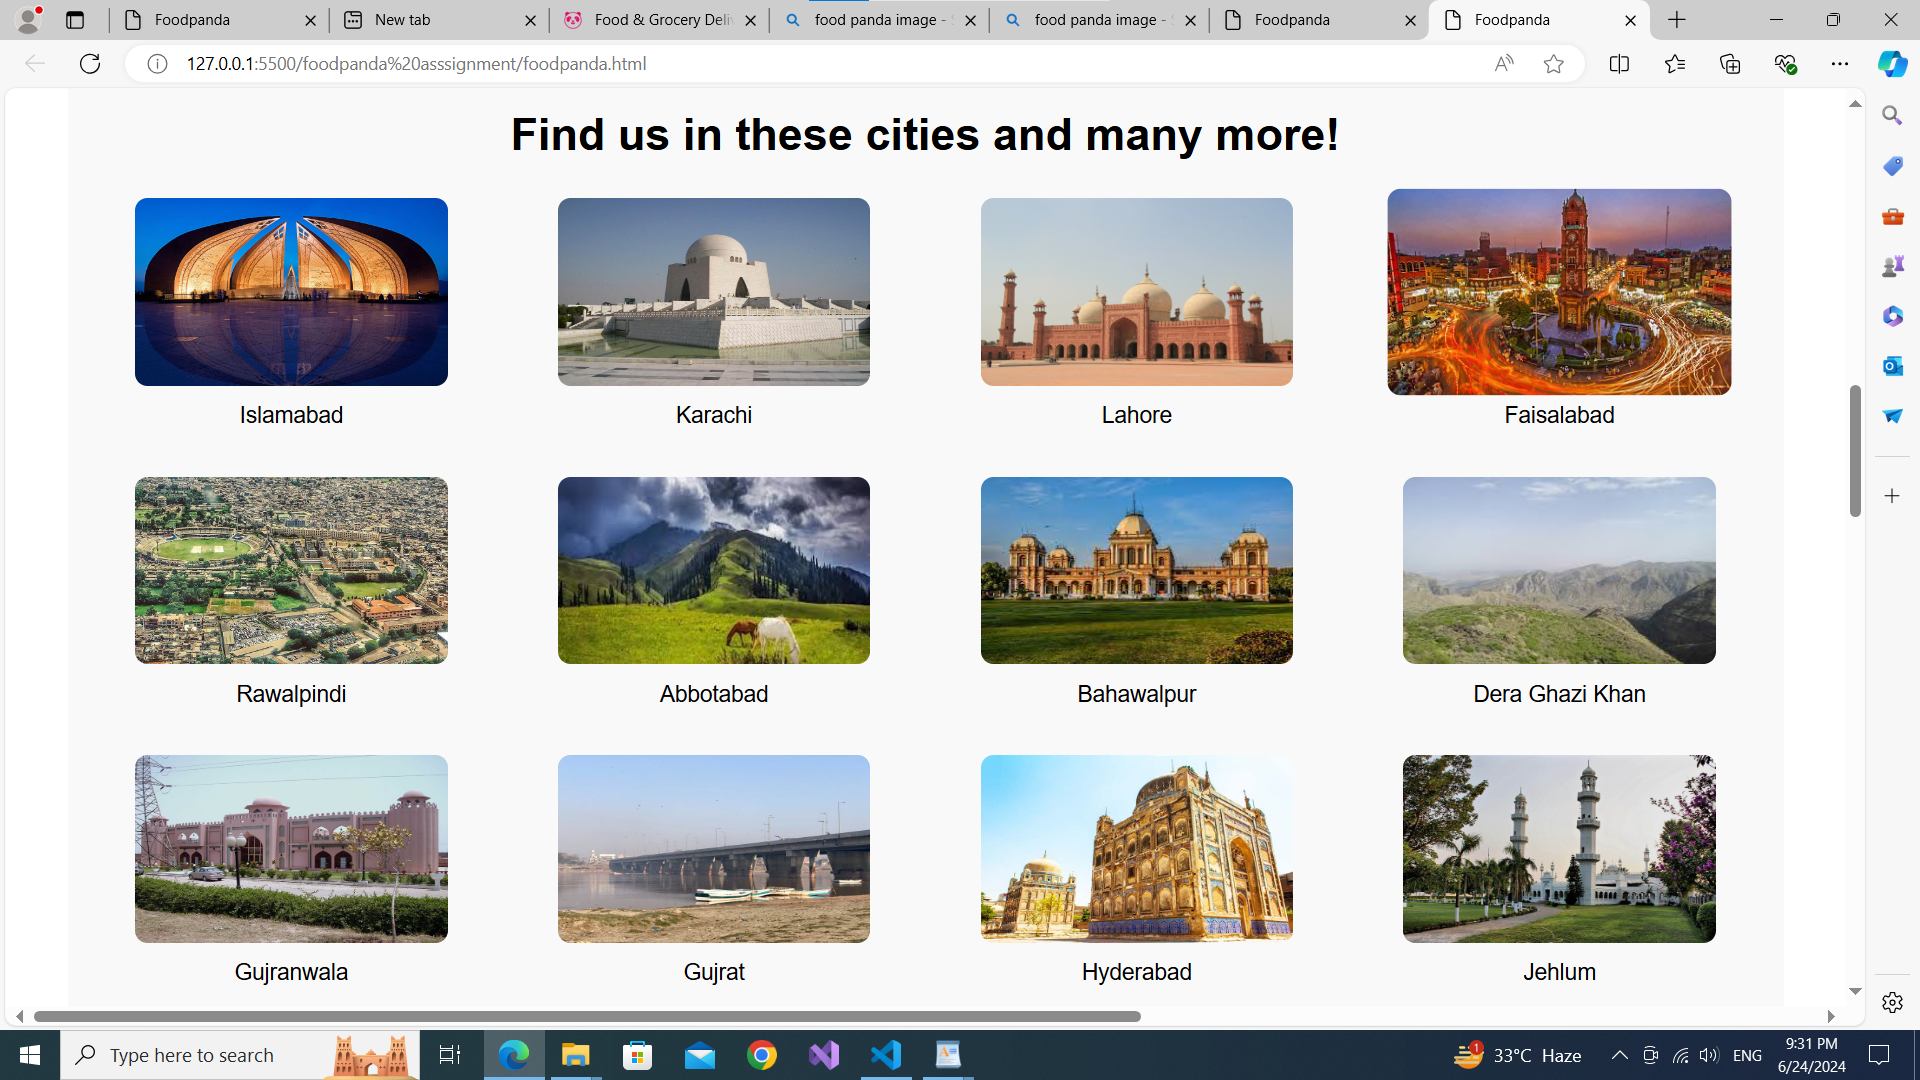 Foodpanda
New tab
Food & Grocery Deliv
food panda image -
food panda image -
Foodpanda
Foodpanda
127.0.0.1:5500/foodpanda%20asssignment/foodpanda.html
Find us in these cities and many more!
Islamabad
Karachi
Lahore
Faisalabad
Rawalpindi
Abbotabad
Bahawalpur
Dera Ghazi Khan
Gujranwala
Gujrat
Hyderabad
Jehlum
Type here to search
1
33°C Haze
ENG
9:31 PM
6/24/2024